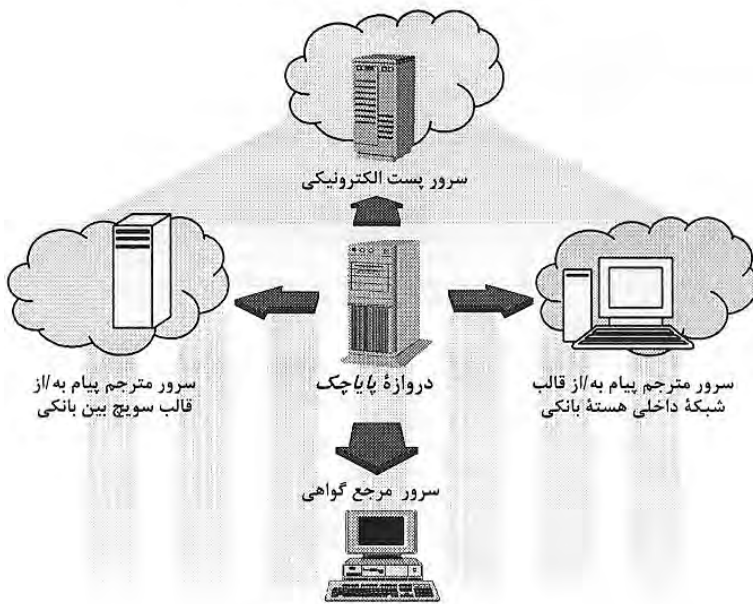 سرور پست الکترونیکی
سرور مترجم پیام به/از
قالب سویچ بین بانکی
دروازهٔ پایاچک
سرور مترجم پیام به/از قالب
شبکهٔ داخلی هستهٔ بانکی
سرور مرجع گواهی